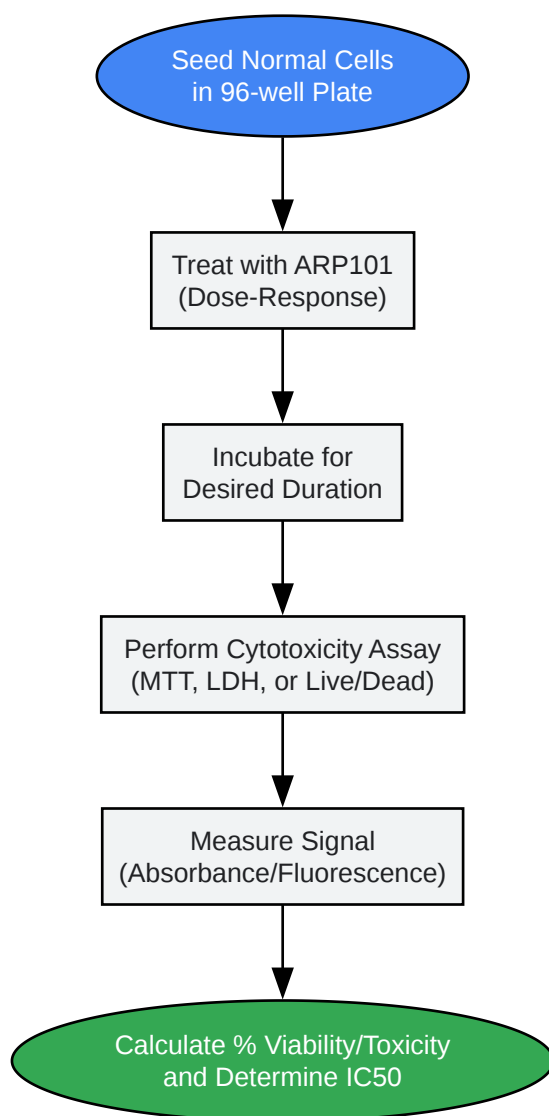 Seed Normal Cells
in 96-well Plate
Treat with ARP101
(Dose-Response)
Incubate for
Desired Duration
Perform Cytotoxicity Assay
(MTT, LDH, or Live/Dead)
Measure Signal
(Absorbance/Fluorescence)
Calculate % Viability/Toxicity
and Determine IC50